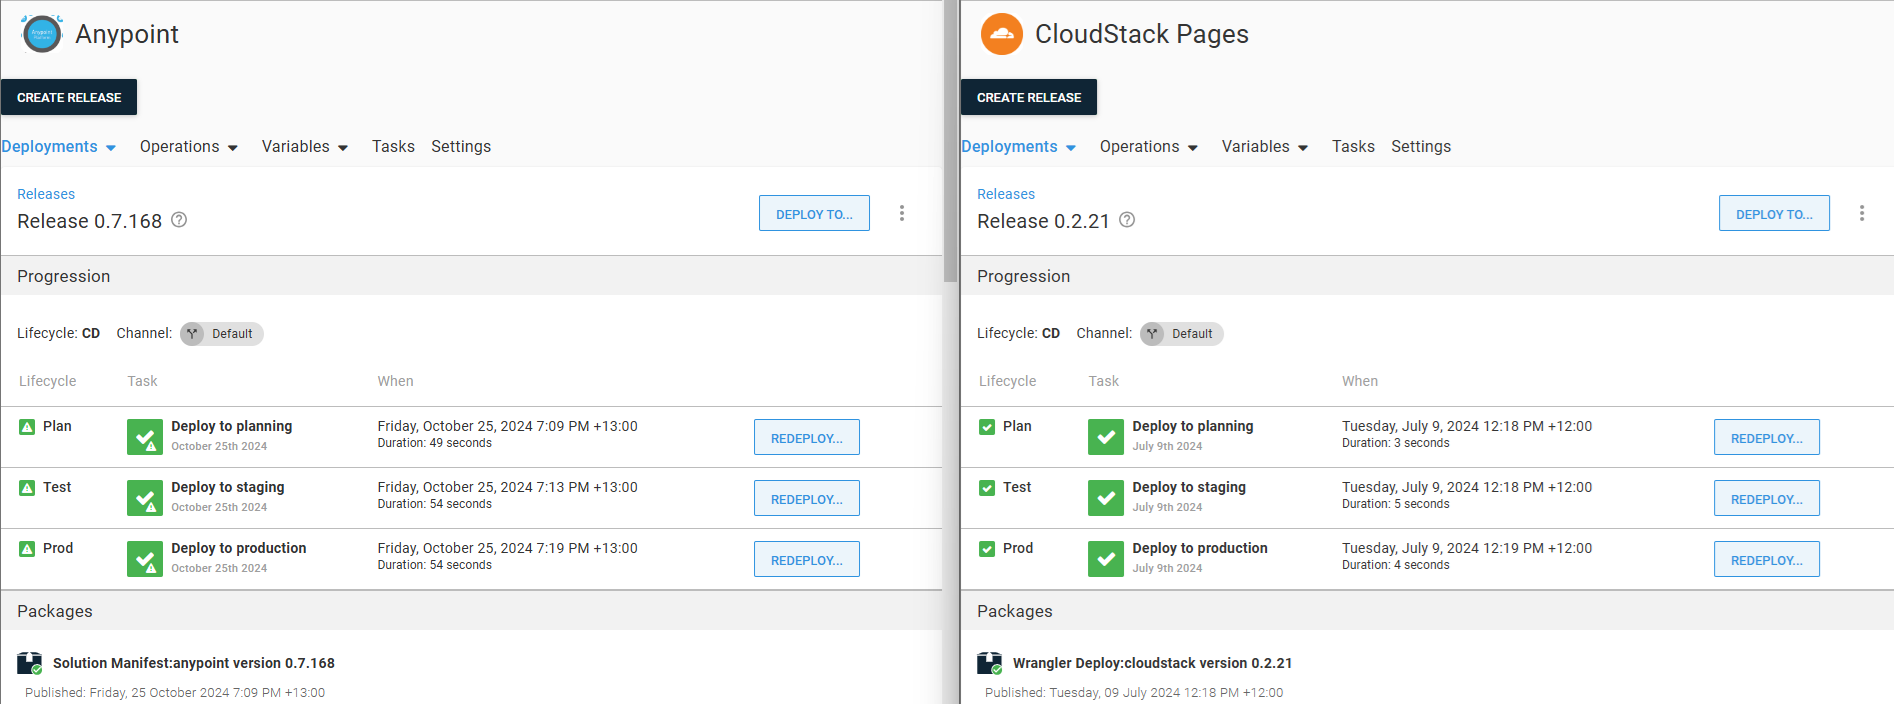 Anypoint
CREATE RELEASE
Deployments Operations Variables Tasks Settings
Releases
Release 0.7.168
DEPLOY TO...
Progression
Lifecycle: CD Channel: Default
Lifecycle Task When
Plan Deploy to planning Friday, October 25, 2024 7:09 PM +13:00 REDEPLOY...
October 25th 2024 Duration: 49 seconds
Test Deploy to staging Friday, October 25, 2024 7:13 PM +13:00 REDEPLOY...
October 25th 2024 Duration: 54 seconds
Prod Deploy to production Friday, October 25, 2024 7:19 PM +13:00 REDEPLOY...
October 25th 2024 Duration: 54 seconds
Packages
Solution Manifest:anypoint version 0.7.168
Published: Friday, 25 October 2024 7:09 PM +13:00
CloudStack Pages
CREATE RELEASE
Deployments Operations Variables Tasks Settings
Releases
Release 0.2.21
DEPLOY TO...
Progression
Lifecycle: CD Channel: Default
Lifecycle Task When
Plan Deploy to planning Tuesday, July 9, 2024 12:18 PM +12:00 REDEPLOY...
July 9th 2024 Duration: 3 seconds
Test Deploy to staging Tuesday, July 9, 2024 12:18 PM +12:00 REDEPLOY...
July 9th 2024 Duration: 5 seconds
Prod Deploy to production Tuesday, July 9, 2024 12:19 PM +12:00 REDEPLOY...
July 9th 2024 Duration: 4 seconds
Packages
Wrangler Deploy:cloudstack version 0.2.21
Published: Tuesday, 09 July 2024 12:18 PM +12:00